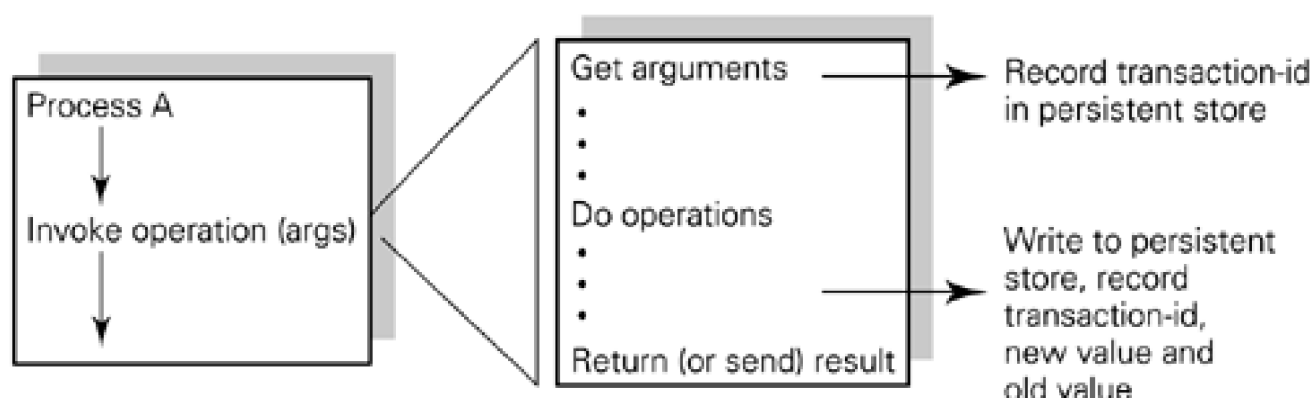 Process A
Invoke operation (args)
Get arguments
Do operations
Return (or send) result
Record transaction-id
in persistent store
Write to persistent
store, record
transaction-id,
new value and
old value